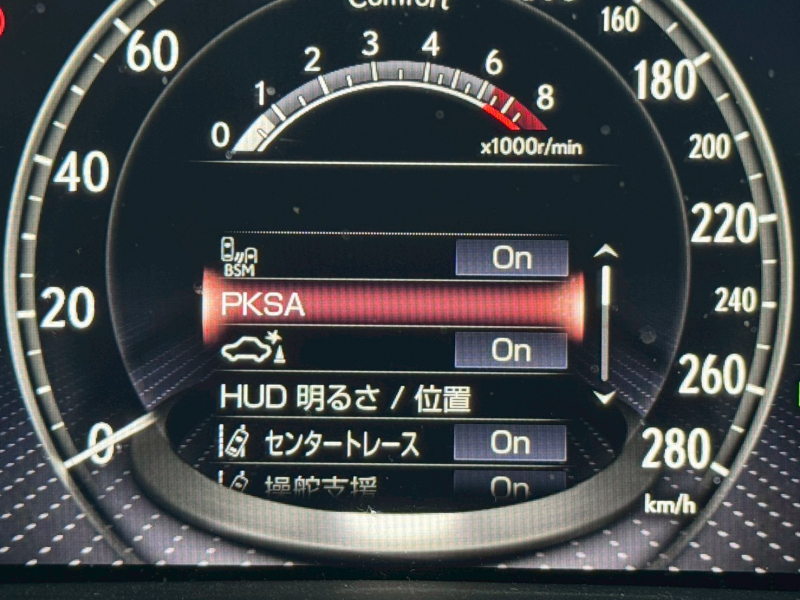 Comfort
60
160
0 1 2 3 4 6 8
180
x1000r/min
200
40
220
BSM
On
PKSA
20
240
On
260
HUD 明るさ / 位置
センタートレース
On
0
280
操舵支援
On
km/h